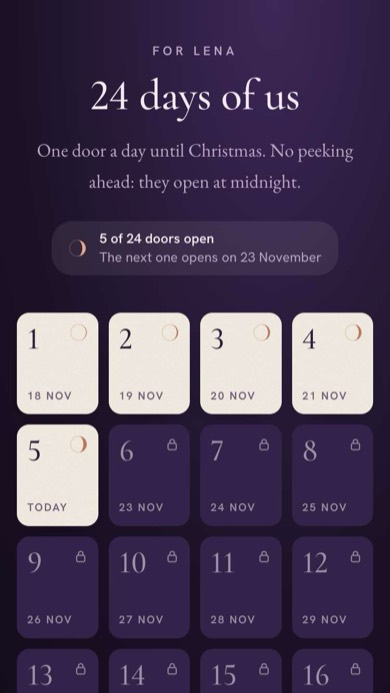 FOR LENA
24 days of us
One door a day until Christmas. No peeking
ahead: they open at midnight.
5 of 24 doors open
The next one opens on 23 November
1
18 NOV
2
19 NOV
3
20 NOV
4
21 NOV
5
TODAY
6
23 NOV
7
24 NOV
8
25 NOV
9
26 NOV
10
27 NOV
11
28 NOV
12
29 NOV
13
14
15
16